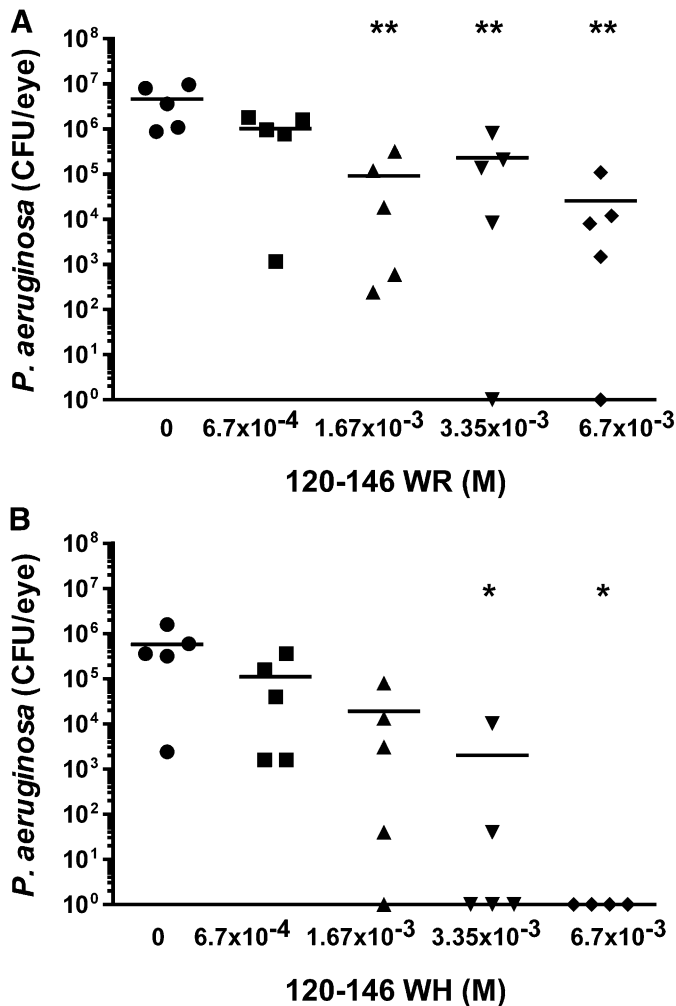 A
** ** **
10⁸
10⁷
10⁶
10⁵
10⁴
10³
10²
10¹
10⁰
P. aeruginosa (CFU/eye)
0 6.7x10⁻⁴ 1.67x10⁻³ 3.35x10⁻³ 6.7x10⁻³
120-146 WR (M)
B
* *
10⁸
10⁷
10⁶
10⁵
10⁴
10³
10²
10¹
10⁰
P. aeruginosa (CFU/eye)
0 6.7x10⁻⁴ 1.67x10⁻³ 3.35x10⁻³ 6.7x10⁻³
120-146 WH (M)